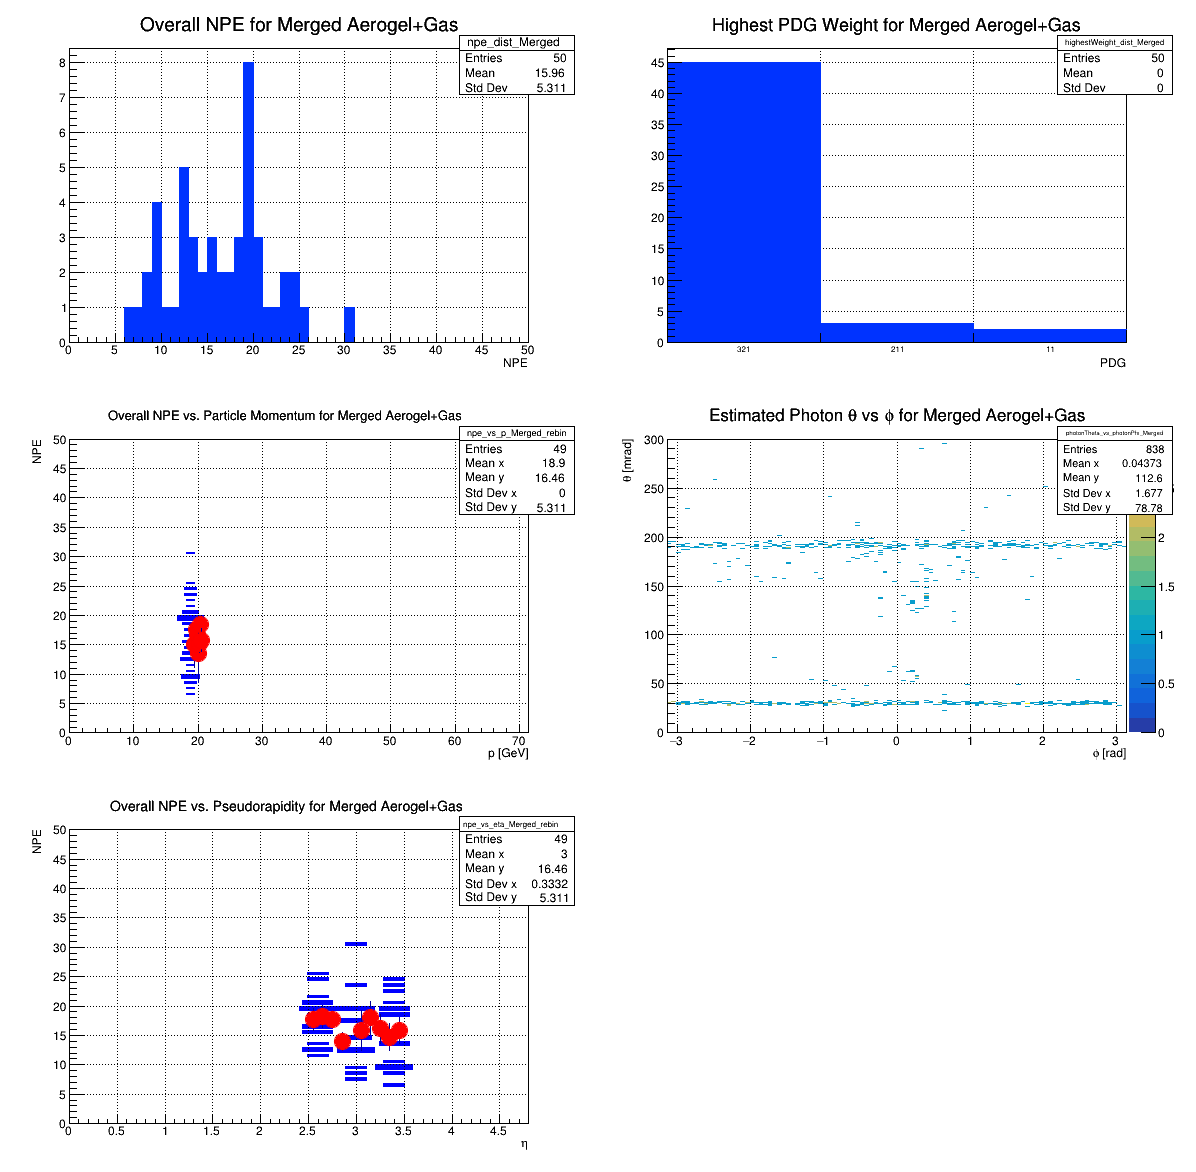 Overall NPE for Merged Aerogel+Gas
npe_dist_Merged
Entries 50
Mean 15.96
Std Dev 5.311
8
7
6
5
4
3
2
1
0
0 5 10 15 20 25 30 35 40 45 50
NPE
Highest PDG Weight for Merged Aerogel+Gas
highestWeight_dist_Merged
Entries 50
Mean 0
Std Dev 0
45
40
35
30
25
20
15
10
5
0
321 211 11
PDG
Overall NPE vs. Particle Momentum for Merged Aerogel+Gas
npe_vs_p_Merged_rebin
Entries 49
Mean x 18.9
Mean y 16.46
Std Dev x 0
Std Dev y 5.311
NPE
50
45
40
35
30
25
20
15
10
5
0
0 10 20 30 40 50 60 70
p [GeV]
Estimated Photon θ vs ϕ for Merged Aerogel+Gas
photonTheta_vs_photonPhi_Merged
Entries 838
Mean x 0.04373
Mean y 112.6
Std Dev x 1.677
Std Dev y 78.78
θ [mrad]
300
250
200
150
100
50
0
−3 −2 −1 0 1 2 3
ϕ [rad]
2
1.5
1
0.5
0
Overall NPE vs. Pseudorapidity for Merged Aerogel+Gas
npe_vs_eta_Merged_rebin
Entries 49
Mean x 3
Mean y 16.46
Std Dev x 0.3332
Std Dev y 5.311
NPE
50
45
40
35
30
25
20
15
10
5
0
0 0.5 1 1.5 2 2.5 3 3.5 4 4.5
η